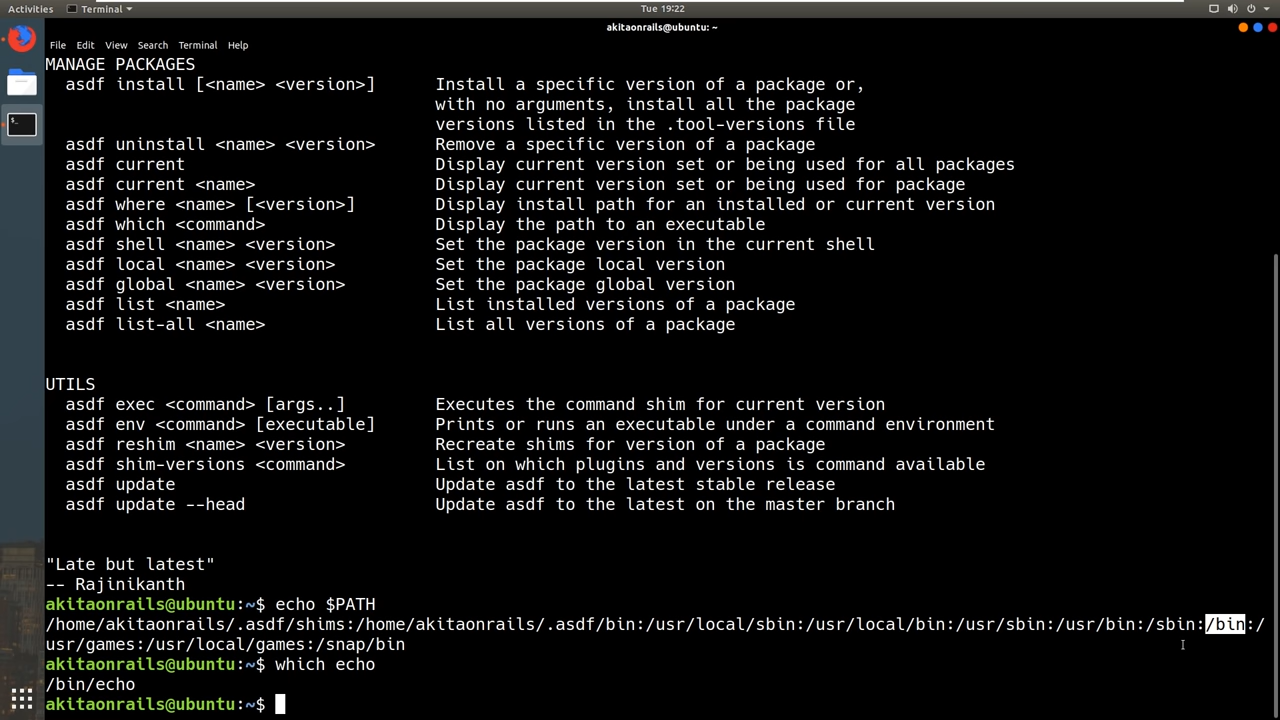 Activities
Terminal
Tue 19:22
akitaonrails@ubuntu: ~
File Edit View Search Terminal Help
MANAGE PACKAGES
asdf install [<name> <version>] Install a specific version of a package or,
with no arguments, install all the package
versions listed in the .tool-versions file
asdf uninstall <name> <version> Remove a specific version of a package
asdf current Display current version set or being used for all packages
asdf current <name> Display current version set or being used for package
asdf where <name> [<version>] Display install path for an installed or current version
asdf which <command> Display the path to an executable
asdf shell <name> <version> Set the package version in the current shell
asdf local <name> <version> Set the package local version
asdf global <name> <version> Set the package global version
asdf list <name> List installed versions of a package
asdf list-all <name> List all versions of a package
UTILS
asdf exec <command> [args..] Executes the command shim for current version
asdf env <command> [executable] Prints or runs an executable under a command environment
asdf reshim <name> <version> Recreate shims for version of a package
asdf shim-versions <command> List on which plugins and versions is command available
asdf update Update asdf to the latest stable release
asdf update --head Update asdf to the latest on the master branch
"Late but latest"
-- Rajinikanth
akitaonrails@ubuntu:~$ echo $PATH
/home/akitaonrails/.asdf/shims:/home/akitaonrails/.asdf/bin:/usr/local/sbin:/usr/local/bin:/usr/sbin:/usr/bin:/sbin:/bin:/
usr/games:/usr/local/games:/snap/bin
akitaonrails@ubuntu:~$ which echo
/bin/echo
akitaonrails@ubuntu:~$